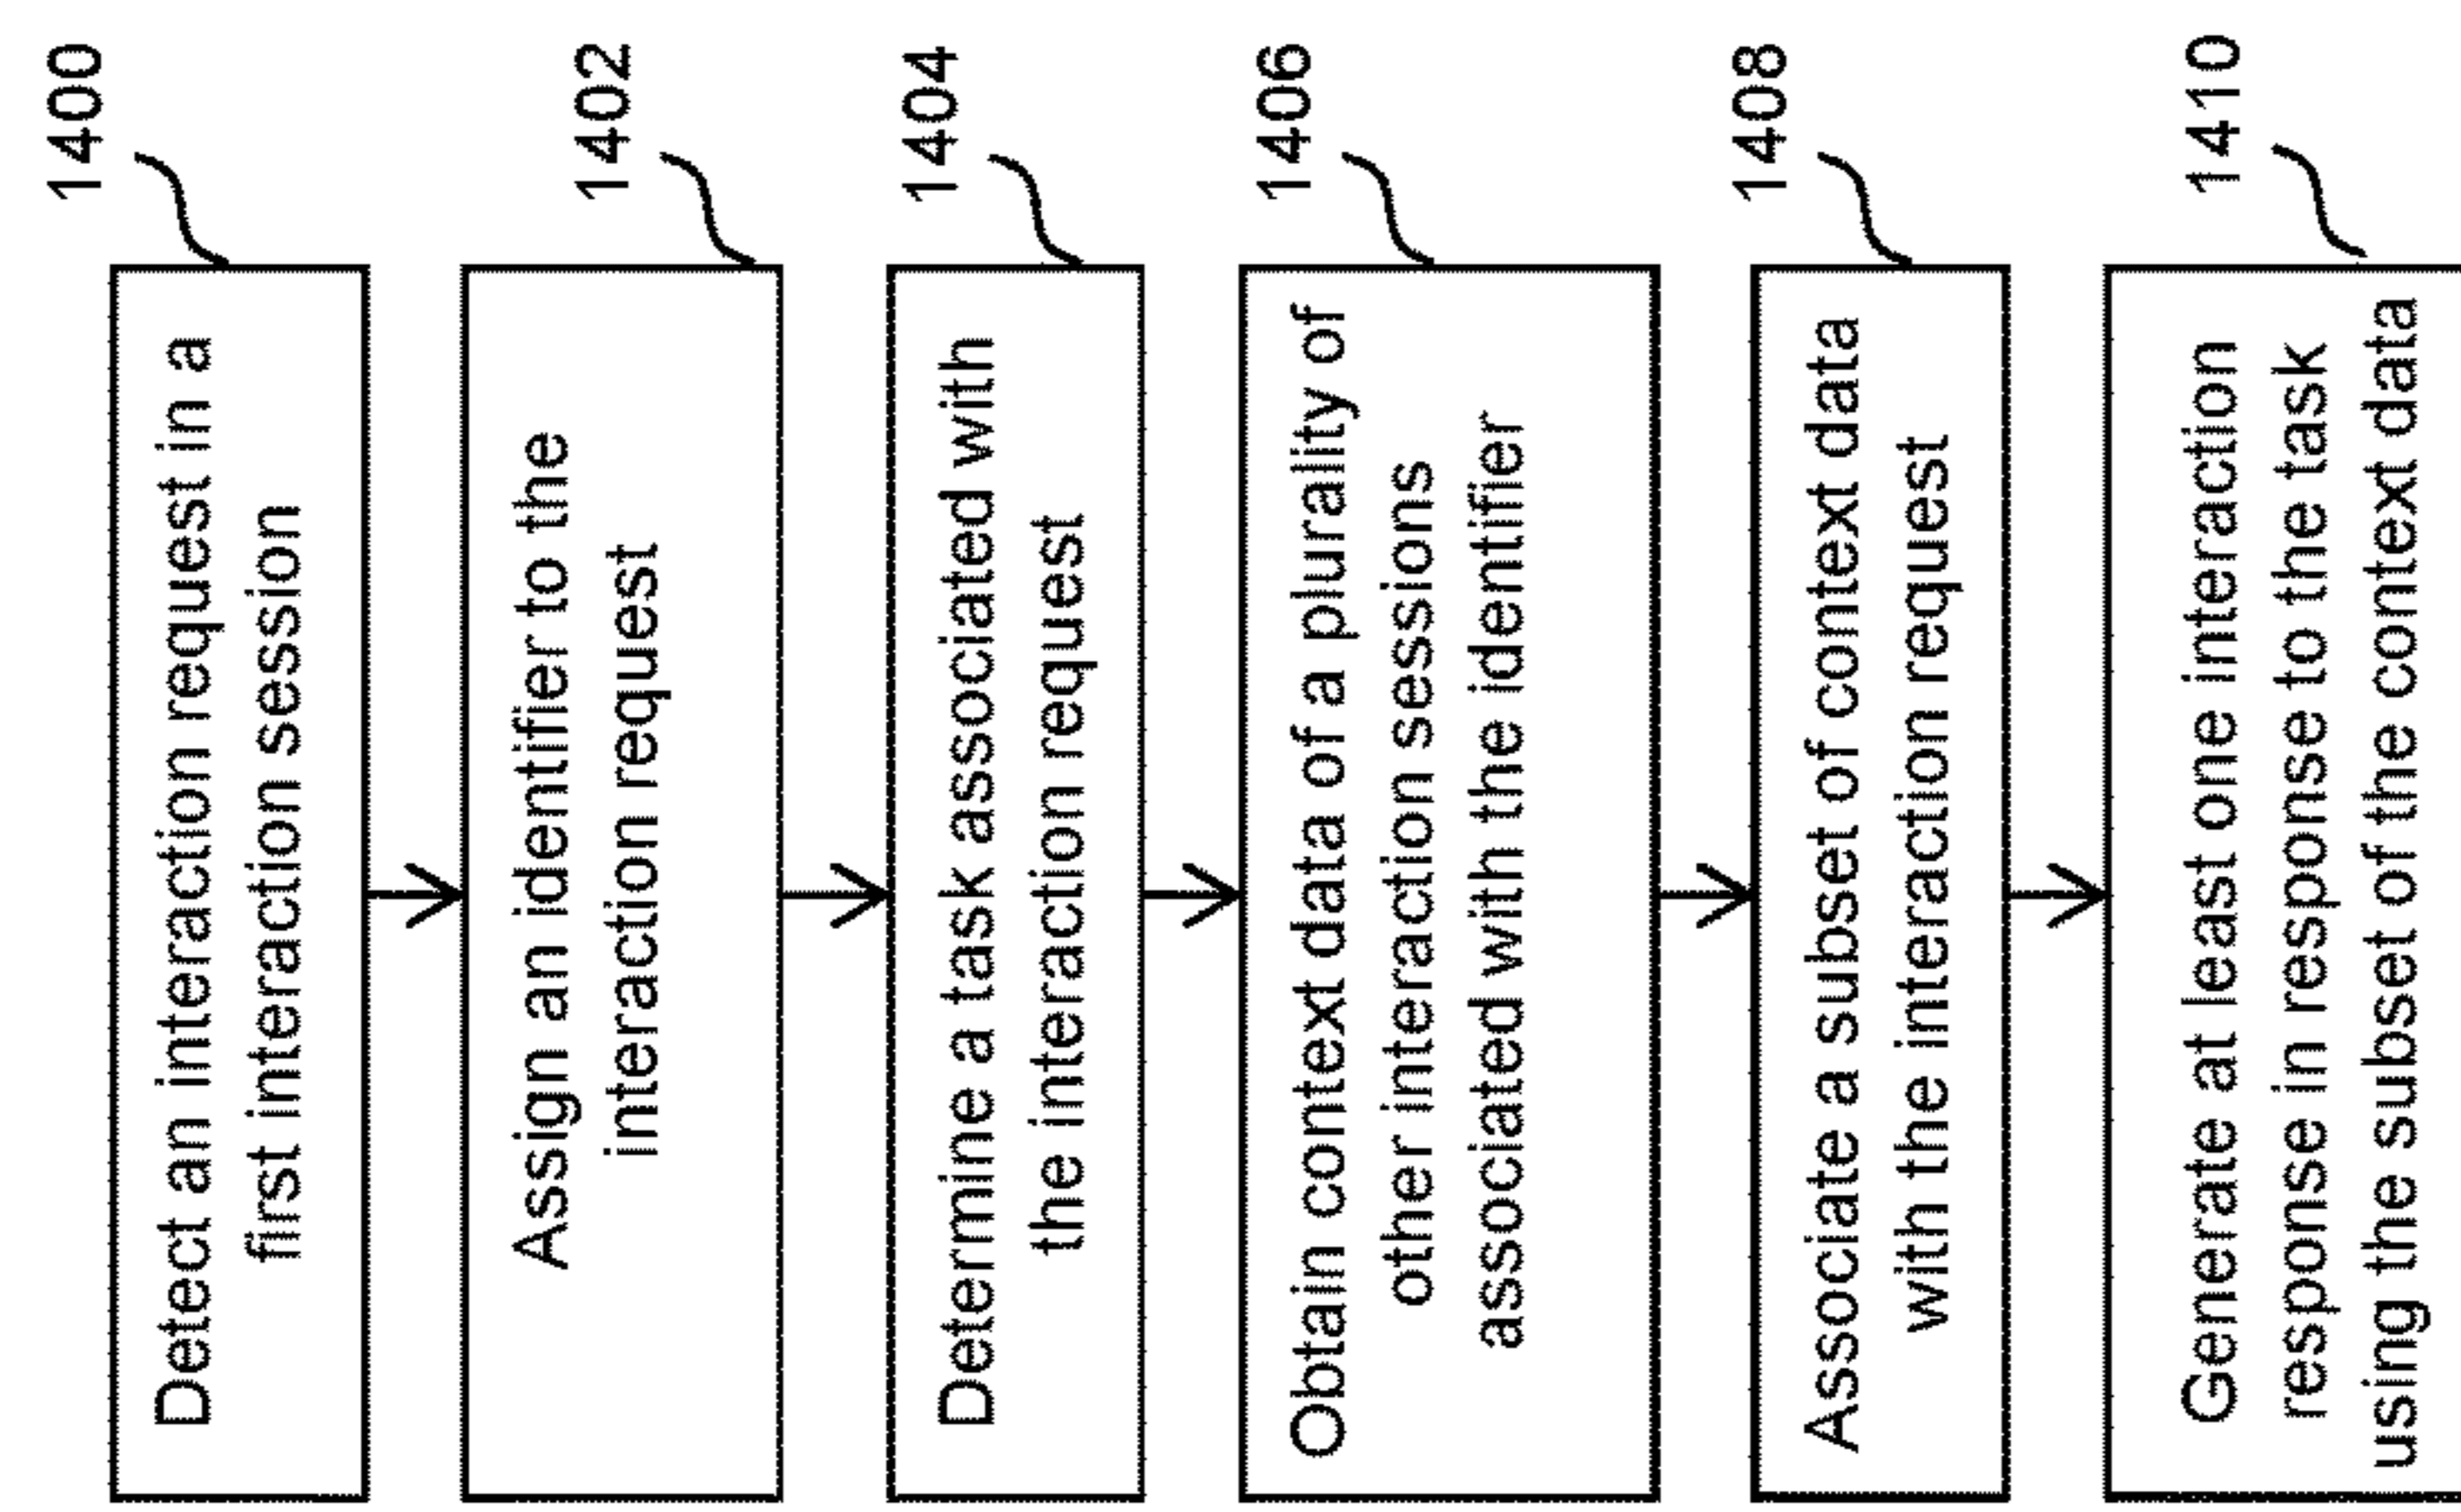 1400
Detect an interaction request in a
first interaction session
1402
Assign an identifier to the
interaction request
1404
Determine a task associated with
the interaction request
1406
Obtain context data of a plurality of
other interaction sessions
associated with the identifier
1408
Associate a subset of context data
with the interaction request
1410
Generate at least one interaction
response in response to the task
using the subset of the context data